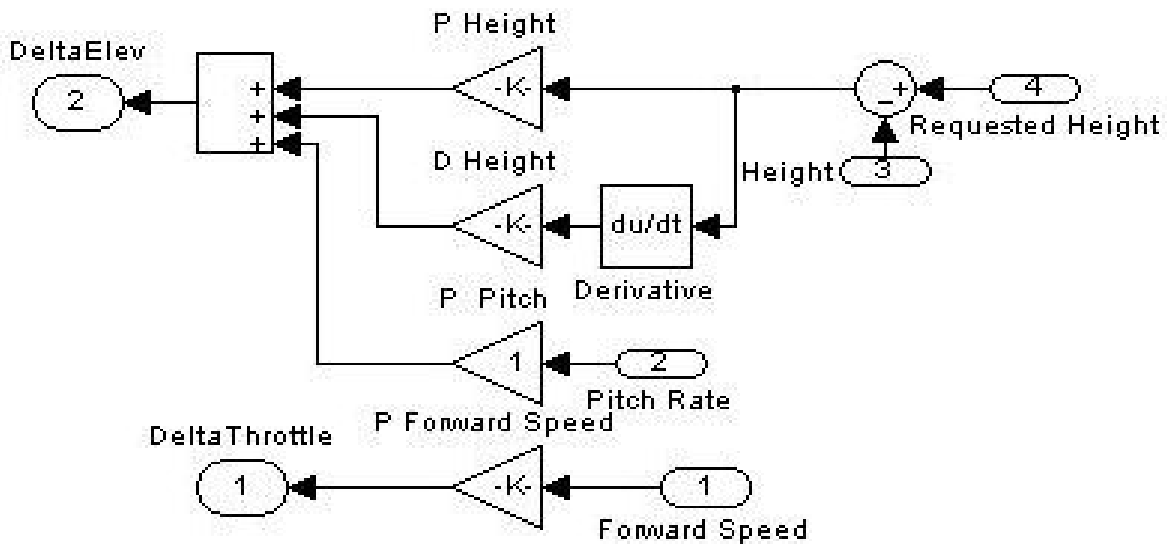 P Height
DeltaElev
2
+
+
+
-K-
+
-
4
Requested Height
Height
3
D Height
-K-
du/dt
Derivative
P Pitch
1
2
Pitch Rate
P Forward Speed
DeltaThrottle
1
-K-
1
Forward Speed